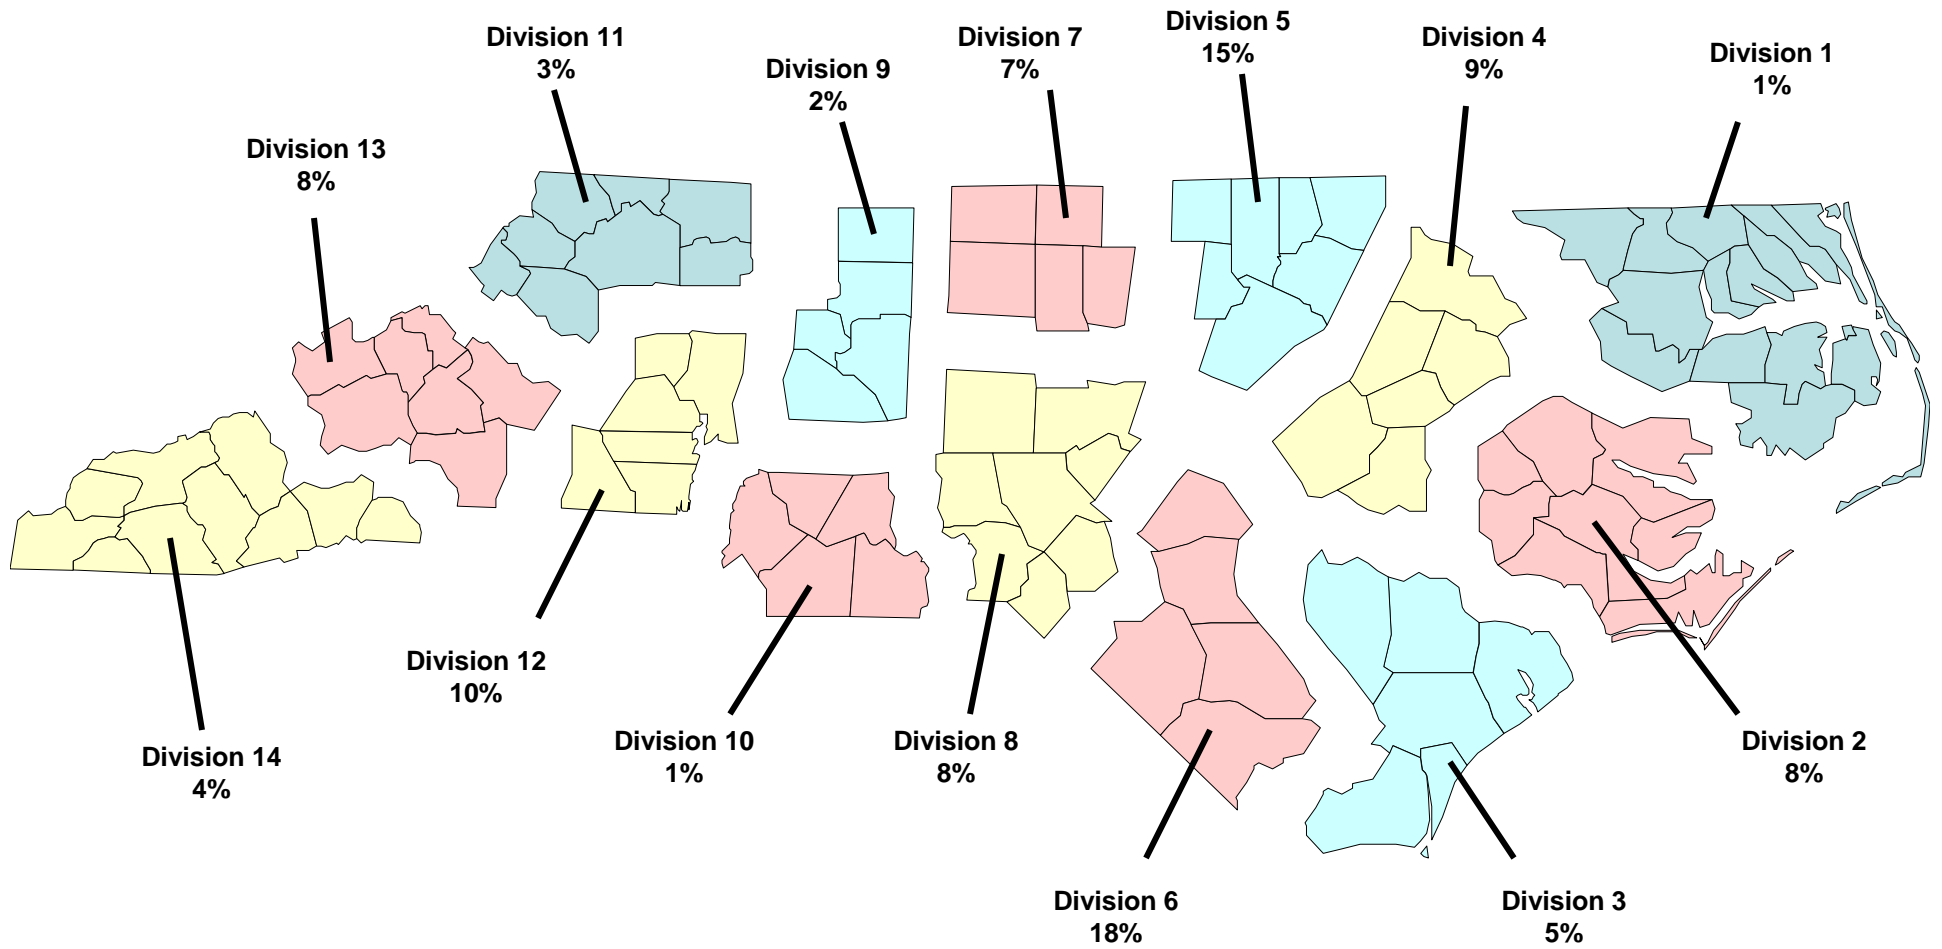 Division 5
15%
Division 11
3%
Division 7
7%
Division 4
9%
Division 1
1%
Division 9
2%
Division 13
8%
Division 12
10%
Division 14
4%
Division 10
1%
Division 8
8%
Division 2
8%
Division 6
18%
Division 3
5%